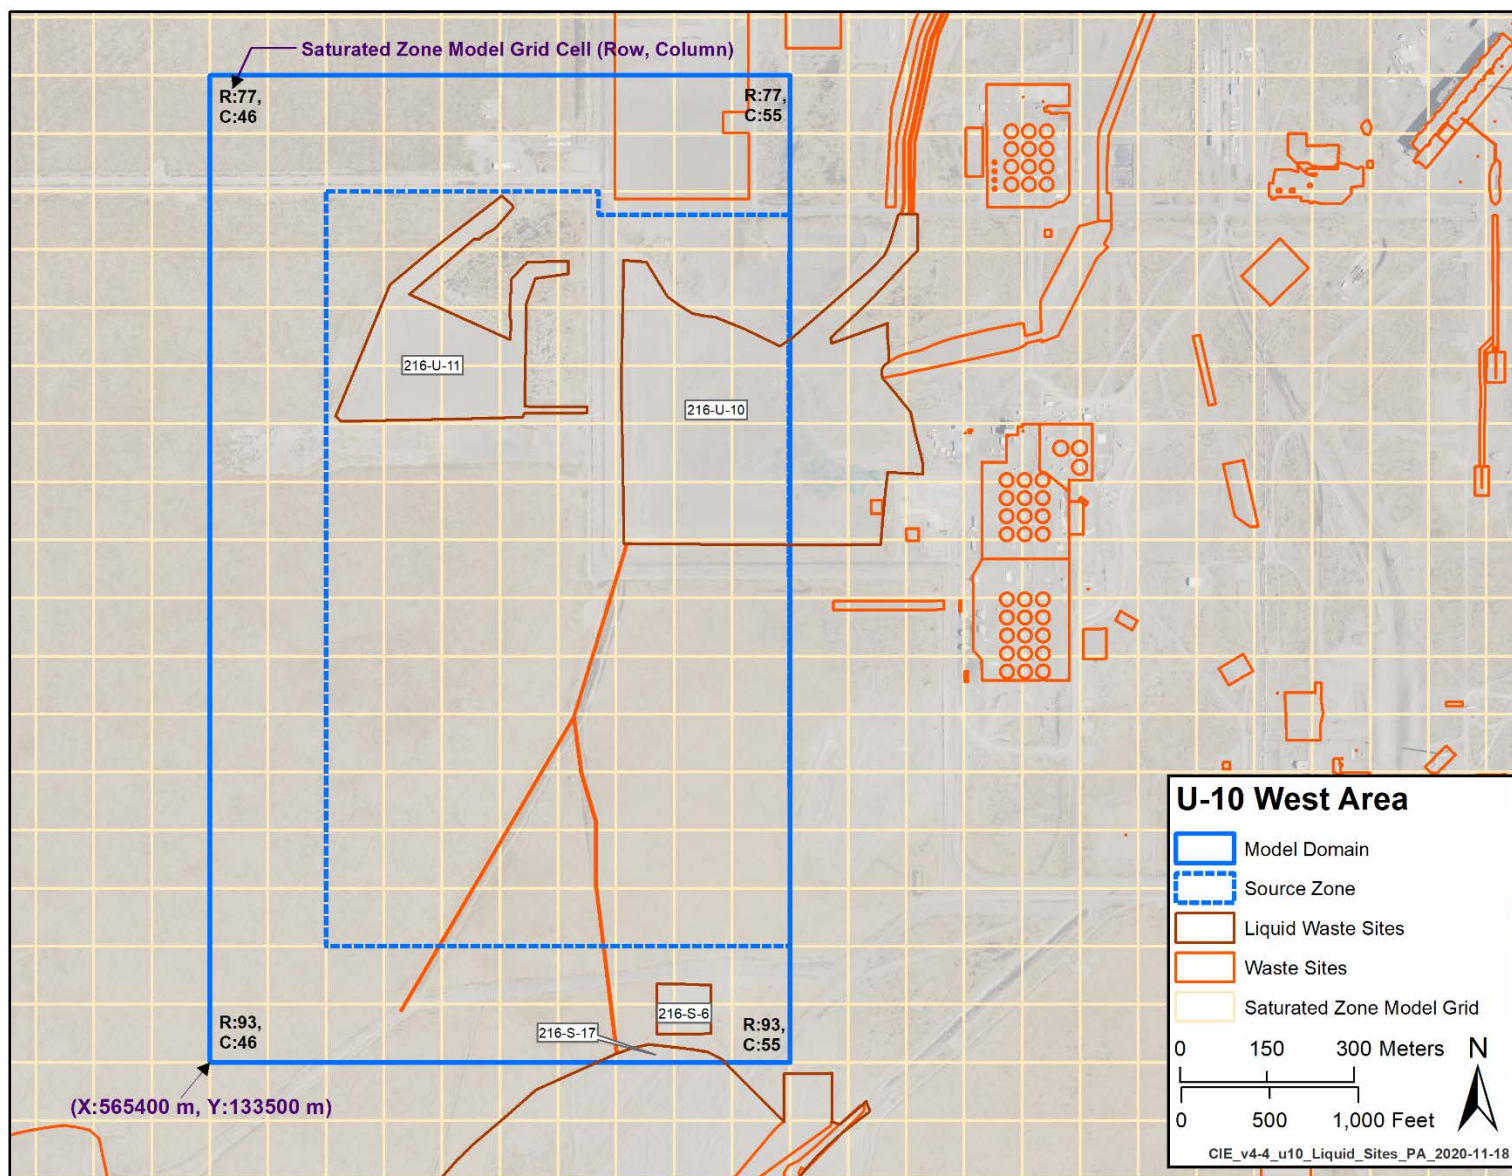 Saturated Zone Model Grid Cell (Row, Column)
R:77,
C:46
R:77,
C:55
216-U-11
216-U-10
R:93,
C:46
216-S-17
216-S-6
R:93,
C:55
(X:565400 m, Y:133500 m)
U-10 West Area
Model Domain
Source Zone
Liquid Waste Sites
Waste Sites
Saturated Zone Model Grid
0 150 300 Meters
N
0 500 1,000 Feet
CIE_v4-4_u10_Liquid_Sites_PA_2020-11-18